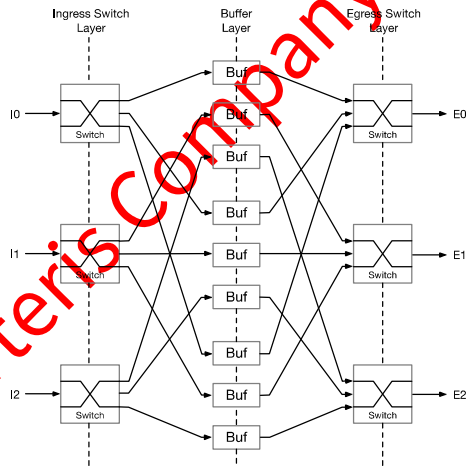 Ingress Switch
Layer
Buffer
Layer
Egress Switch
Layer
Buf
I0
Switch
Buf
Switch
E0
Buf
Buf
I1
Switch
Buf
Switch
E1
Buf
Buf
I2
Switch
Buf
Switch
E2
Buf
teris Company